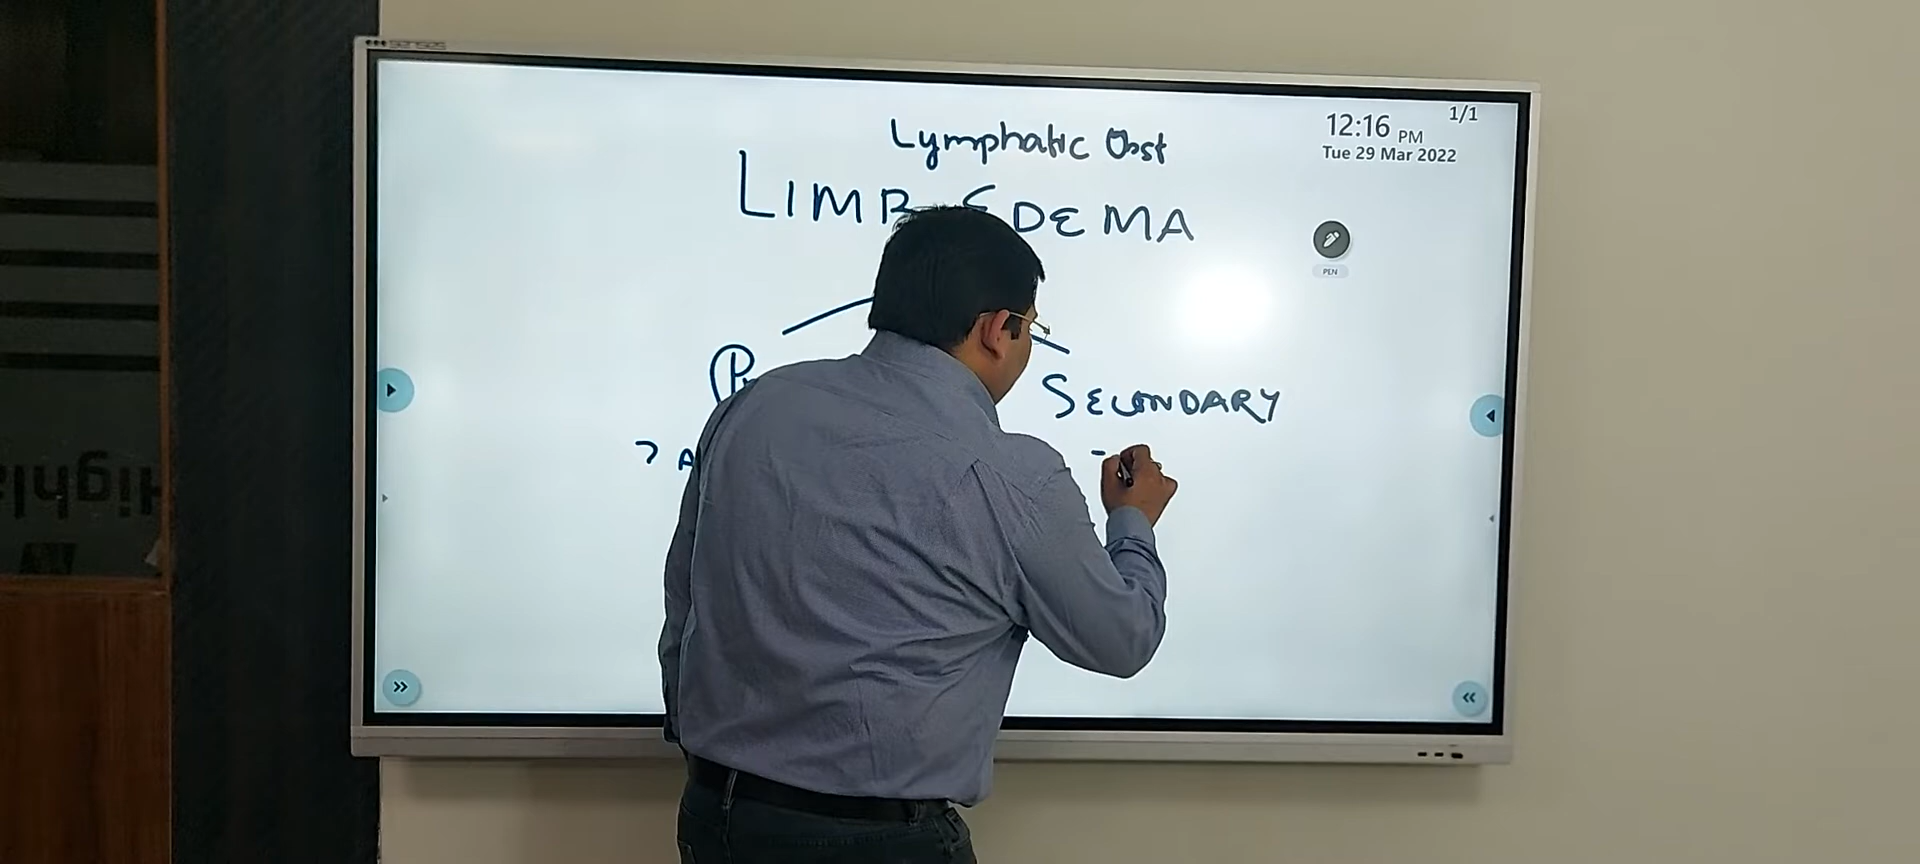 1/1
12:16 PM
Tue 29 Mar 2022
Lymphatic Obst
LIMB EDEMA
PEN
SECONDARY